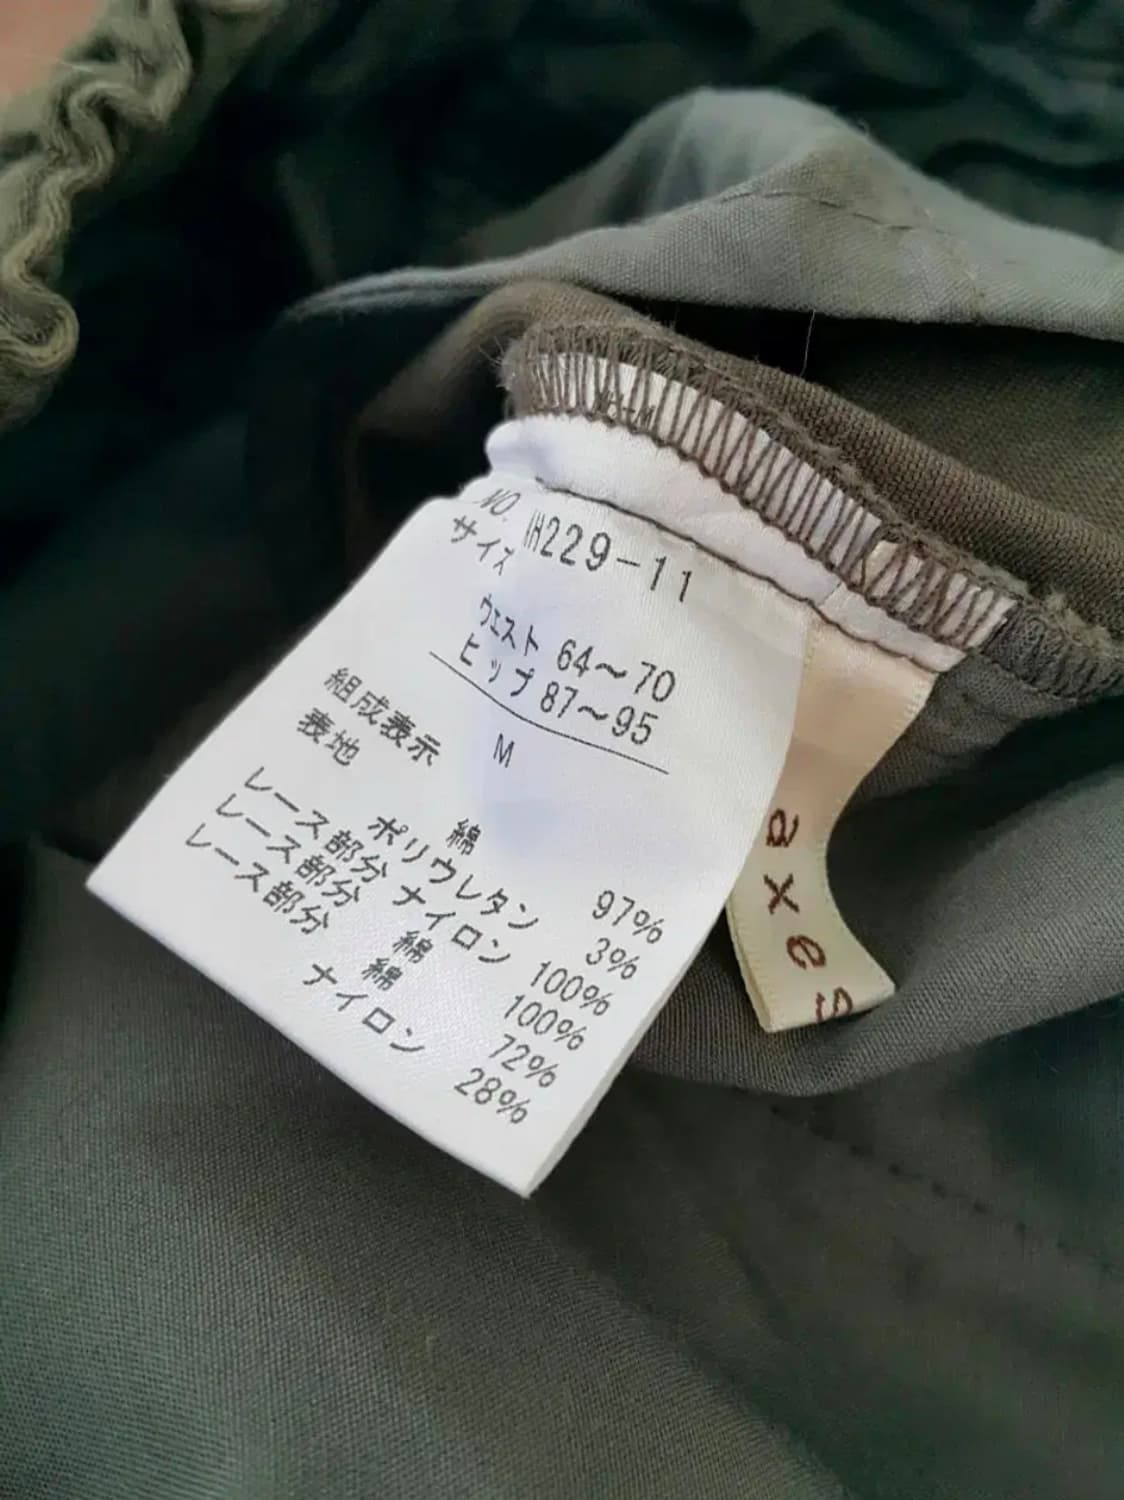 NO. IH229-11
サイズ
ウエスト 64～70
ヒップ 87～95
M
組成表示
表地
綿 97%
ポリウレタン 3%
レース部分 ナイロン 100%
レース部分 綿 100%
レース部分 綿 72%
ナイロン 28%
axes